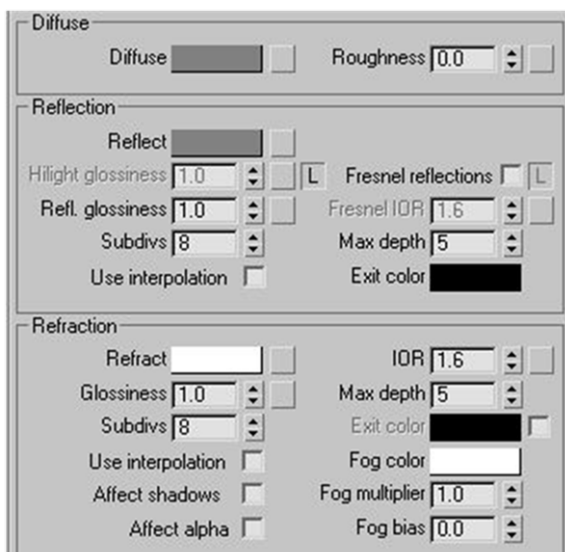 Diffuse
Diffuse Roughness 0.0
Reflection
Reflect
Hilight glossiness 1.0 L Fresnel reflections L
Refl. glossiness 1.0 Fresnel IOR 1.6
Subdivs 8 Max depth 5
Use interpolation Exit color
Refraction
Refract IOR 1.6
Glossiness 1.0 Max depth 5
Subdivs 8 Exit color
Use interpolation Fog color
Affect shadows Fog multiplier 1.0
Affect alpha Fog bias 0.0